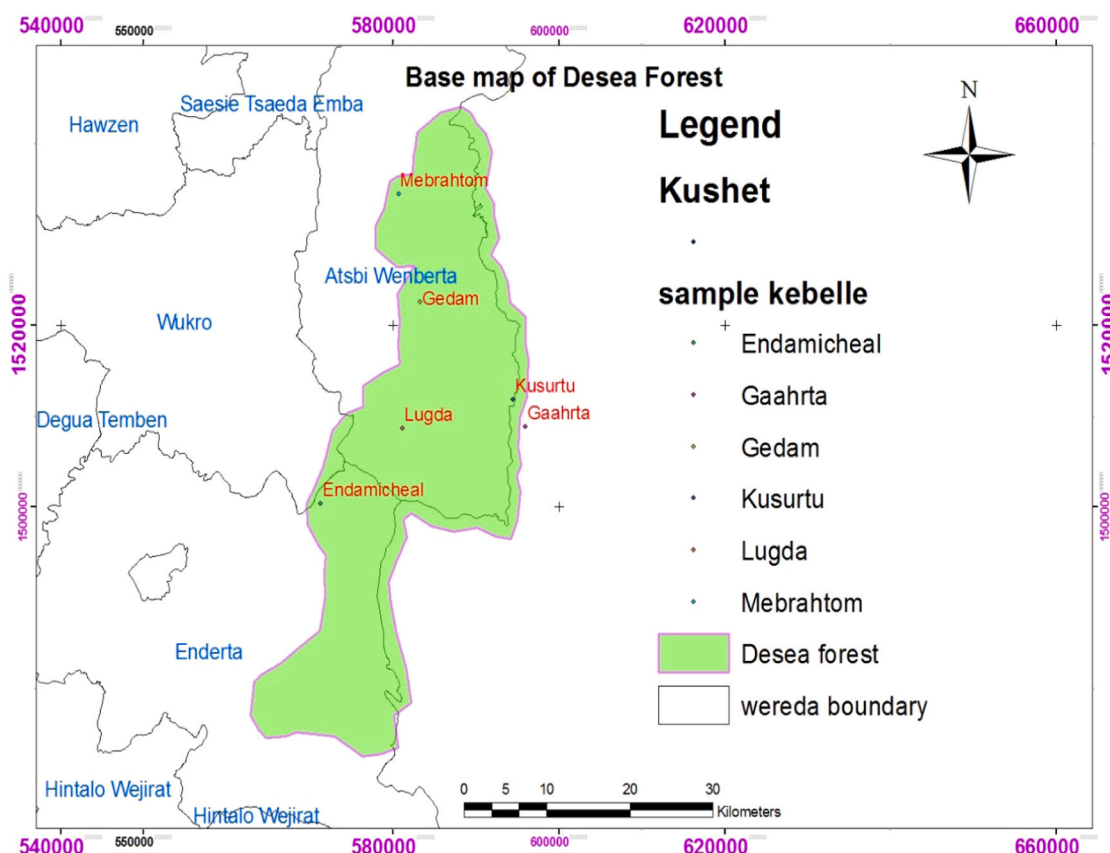 540000 550000 580000 600000 620000 660000
Base map of Desea Forest
Saesie Tsaeda Emba
Hawzen
N
Legend
Kushet
Mebrahtom
Atsbi Wenberta
Gedam
sample kebelle
1520000
Wukro
1520000
Endamicheal
Kusurtu
Gaahrta
Gaahrta
Lugda
Degua Temben
Gedam
Endamicheal
Kusurtu
1500000
1500000
Lugda
Mebrahtom
Enderta
Desea forest
wereda boundary
Hintalo Wejirat
Hintalo Wejirat
0 5 10 20 30
Kilometers
540000 560000 580000 600000 620000 660000